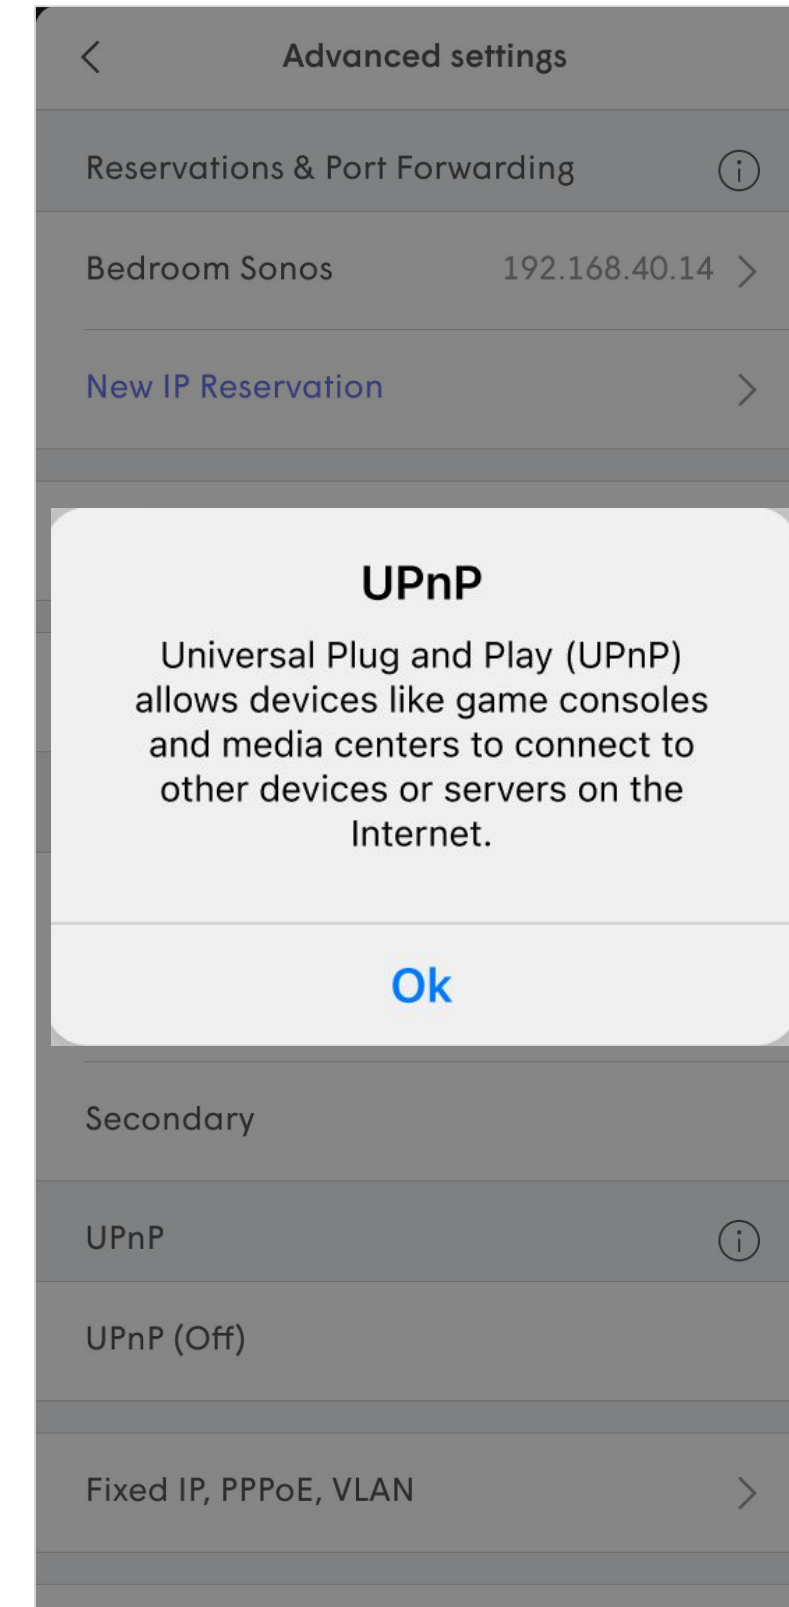 Advanced settings
Reservations & Port Forwarding
Bedroom Sonos 192.168.40.14
New IP Reservation
UPnP
Universal Plug and Play (UPnP)
allows devices like game consoles
and media centers to connect to
other devices or servers on the
Internet.
Ok
Secondary
UPnP
UPnP (Off)
Fixed IP, PPPoE, VLAN